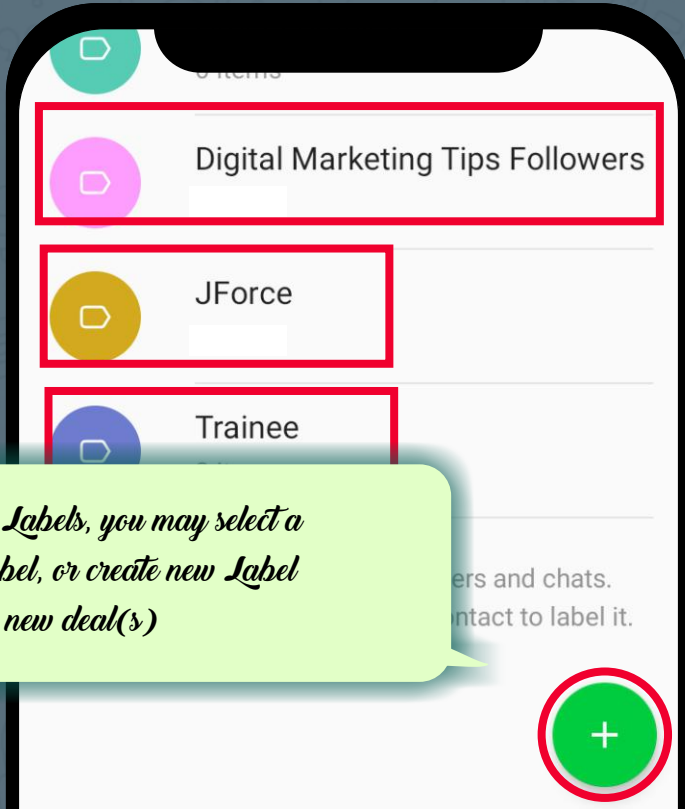 items
Digital Marketing Tips Followers
JForce
Trainee
Labels, you may select a
bel, or create new Label
new deal(s)
ers and chats.
ntact to label it.
+